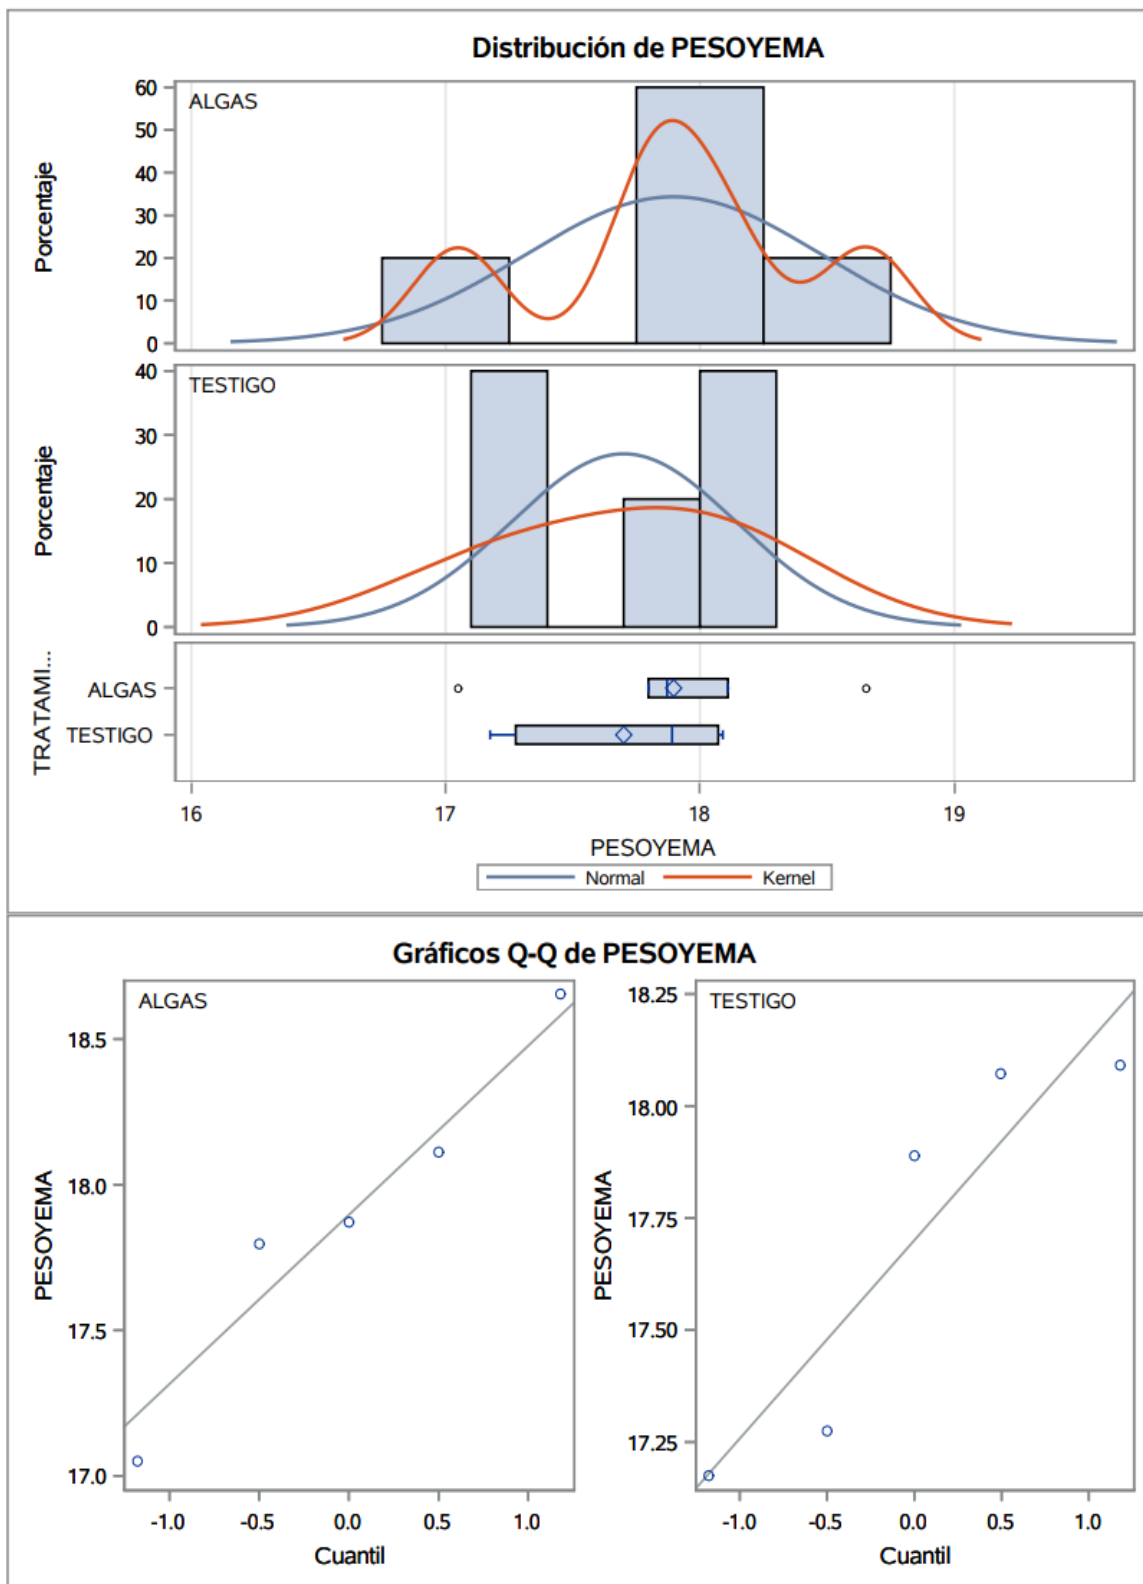 Distribución de PESOYEMA
ALGAS
Porcentaje
60
50
40
30
20
10
0
TESTIGO
Porcentaje
40
30
20
10
0
TRATAMI...
ALGAS
TESTIGO
16 17 18 19
PESOYEMA
Normal Kernel
Gráficos Q-Q de PESOYEMA
ALGAS
PESOYEMA
18.5
18.0
17.5
17.0
-1.0 -0.5 0.0 0.5 1.0
Cuantil
TESTIGO
PESOYEMA
18.25
18.00
17.75
17.50
17.25
-1.0 -0.5 0.0 0.5 1.0
Cuantil